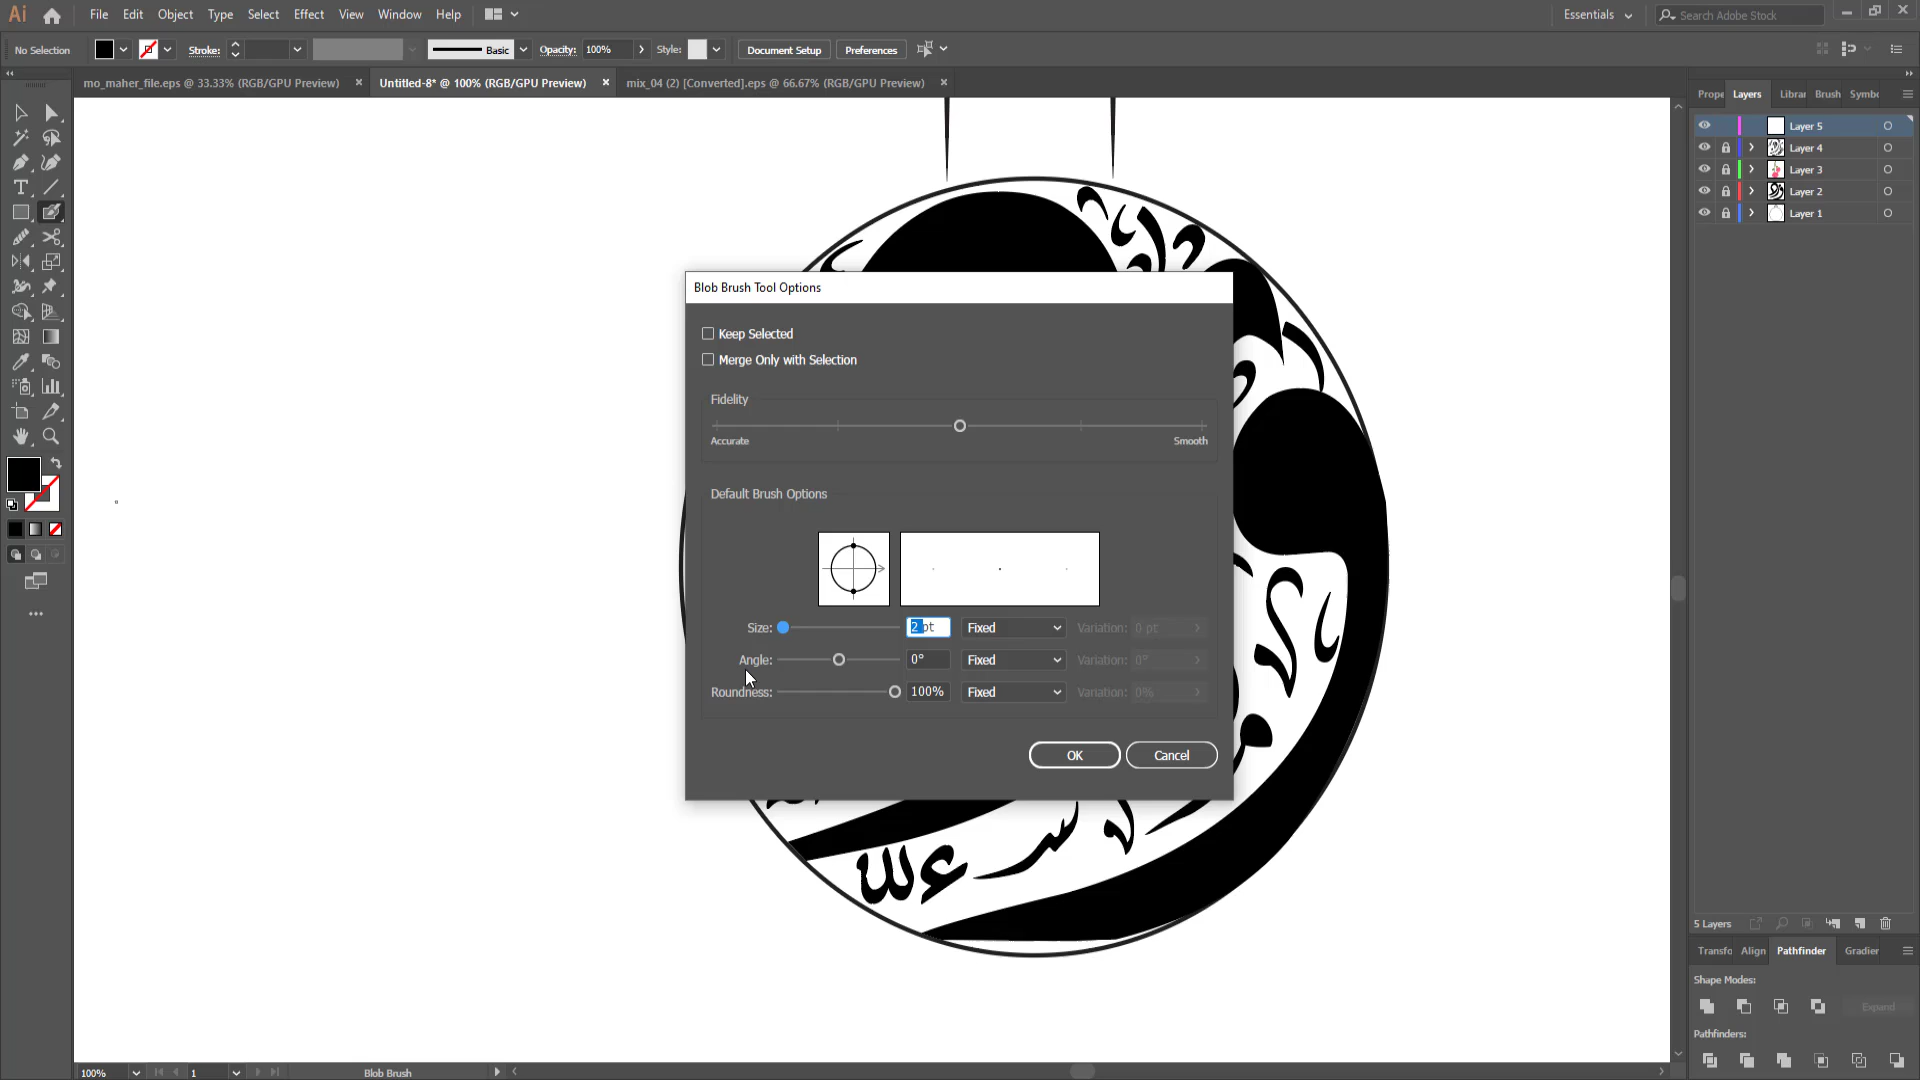 Ai File Edit Object Type Select Effect View Window Help Essentials Search Adobe Stock
No Selection Stroke: Basic Opacity: 100% Style: Document Setup Preferences
mo_maher_file.eps @ 33.33% (RGB/GPU Preview) × Untitled-8* @ 100% (RGB/GPU Preview) × mix_04 (2) [Converted].eps @ 66.67% (RGB/GPU Preview) ×
Prope Layers Librar Brush Symbo
Layer 5
Layer 4
Layer 3
Layer 2
Layer 1
Blob Brush Tool Options
Keep Selected
Merge Only with Selection
Fidelity
Accurate Smooth
Default Brush Options
Size: 2 pt Fixed Variation: 0 pt
Angle: 0° Fixed Variation: 0°
Roundness: 100% Fixed Variation: 0%
OK Cancel
5 Layers
Transfo Align Pathfinder Gradier
Shape Modes:
Expand
Pathfinders:
100% 1 Blob Brush